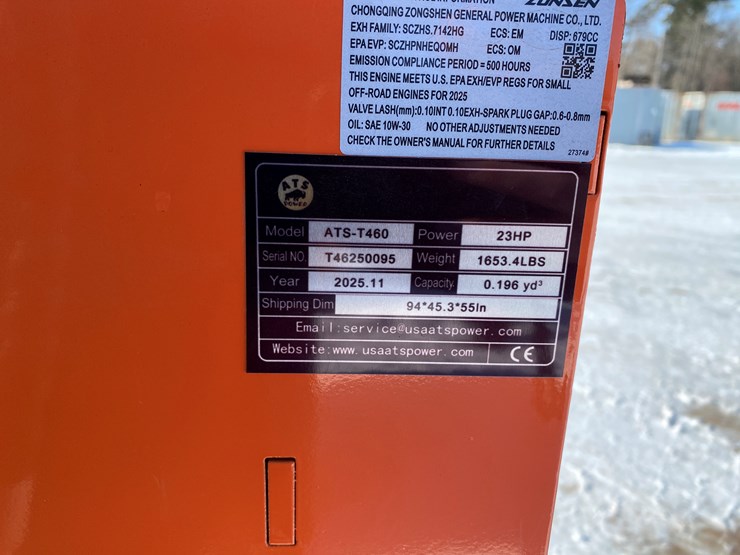 INFORMATION
ZONSEN
CHONGQING ZONGSHEN GENERAL POWER MACHINE CO., LTD.
EXH FAMILY: SCZHS.7142HG ECS: EM DISP: 679CC
EPA EVP: SCZHPNHEQOMH ECS: OM
EMISSION COMPLIANCE PERIOD = 500 HOURS
THIS ENGINE MEETS U.S. EPA EXH/EVP REGS FOR SMALL
OFF-ROAD ENGINES FOR 2025
VALVE LASH(mm):0.10INT 0.10EXH-SPARK PLUG GAP:0.6-0.8mm
OIL: SAE 10W-30 NO OTHER ADJUSTMENTS NEEDED
CHECK THE OWNER'S MANUAL FOR FURTHER DETAILS
273748
ATS
POWER
Model ATS-T460 Power 23HP
Serial NO. T46250095 Weight 1653.4LBS
Year 2025.11 Capacity. 0.196 yd³
Shipping Dim 94*45.3*55In
Email:service@usaatspower.com
Website:www.usaatspower.com CE